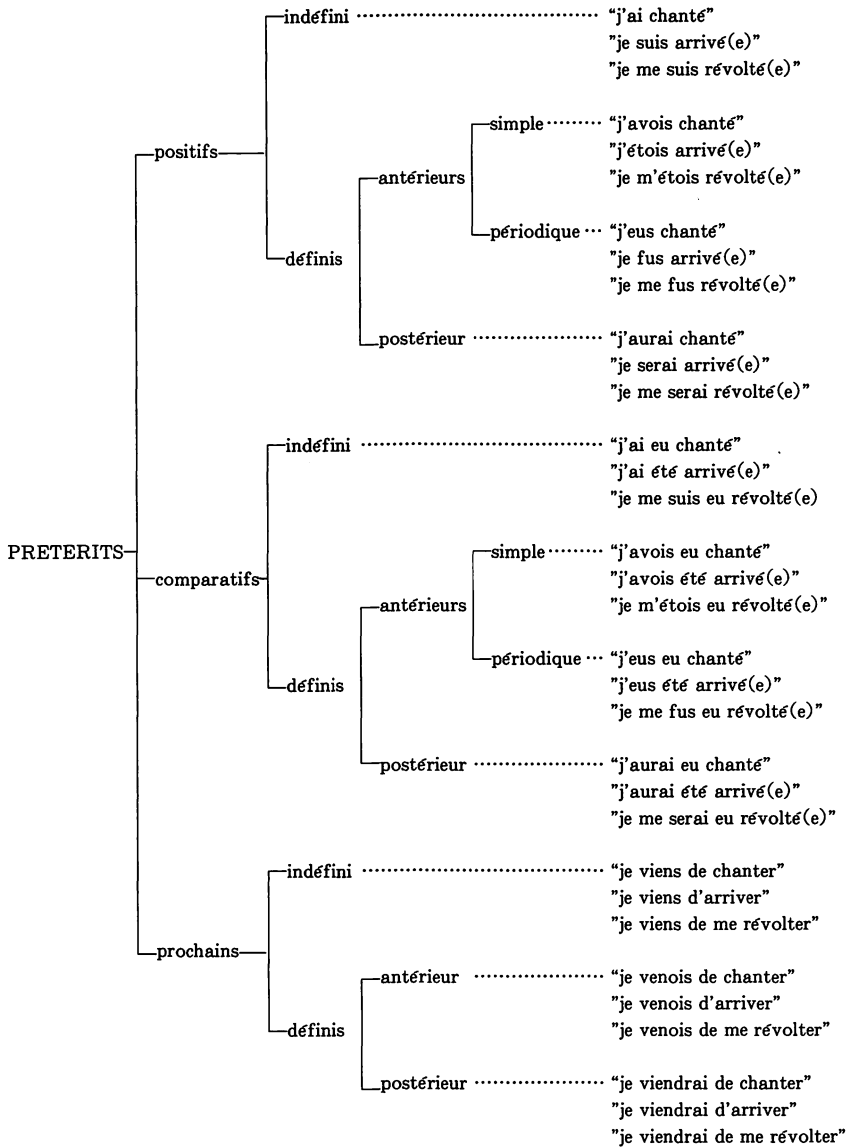 indéfini ........................ “j'ai chanté”
"je suis arrivé(e)"
"je me suis révolté(e)"
simple ......... “j'avois chanté”
positifs
"j'étois arrivé(e)"
antérieurs
"je m'étois révolté(e)"
périodique ... “j'eus chanté”
définis
"je fus arrivé(e)"
"je me fus révolté(e)"
postérieur ................ “j'aurai chanté”
"je serai arrivé(e)"
"je me serai révolté(e)"
indéfini ........................ “j'ai eu chanté”
"j'ai été arrivé(e)"
"je me suis eu révolté(e)
PRETERITS
simple ......... “j'avois eu chanté”
comparatifs
"j'avois été arrivé(e)"
antérieurs
"je m'étois eu révolté(e)"
périodique ... “j'eus eu chanté”
définis
"j'eus été arrivé(e)"
"je me fus eu révolté(e)"
postérieur ................ “j'aurai eu chanté”
"j'aurai été arrivé(e)"
"je me serai eu révolté(e)"
indéfini ........................ “je viens de chanter”
"je viens d'arriver"
"je viens de me révolter"
prochains
antérieur ................ “je venois de chanter”
"je venois d'arriver"
définis
"je venois de me révolter"
postérieur ................ “je viendrai de chanter”
"je viendrai d'arriver"
"je viendrai de me révolter"